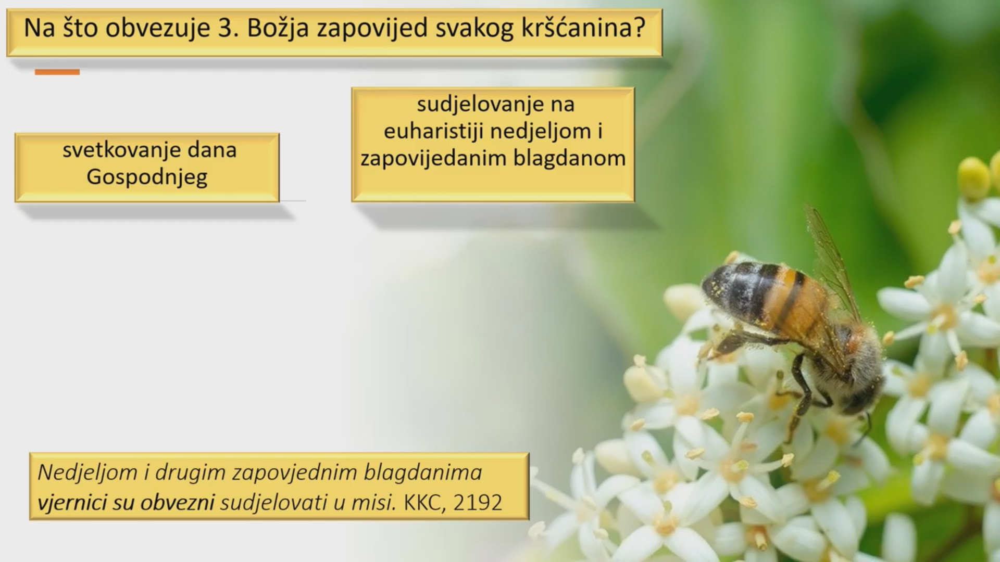 Na što obvezuje 3. Božja zapovijed svakog kršćanina?
svetkovanje dana
Gospodnjeg
sudjelovanje na
euharistiji nedjeljom i
zapovijedanim blagdanom
Nedjeljom i drugim zapovjednim blagdanima
vjernici su obvezni sudjelovati u misi. KKC, 2192